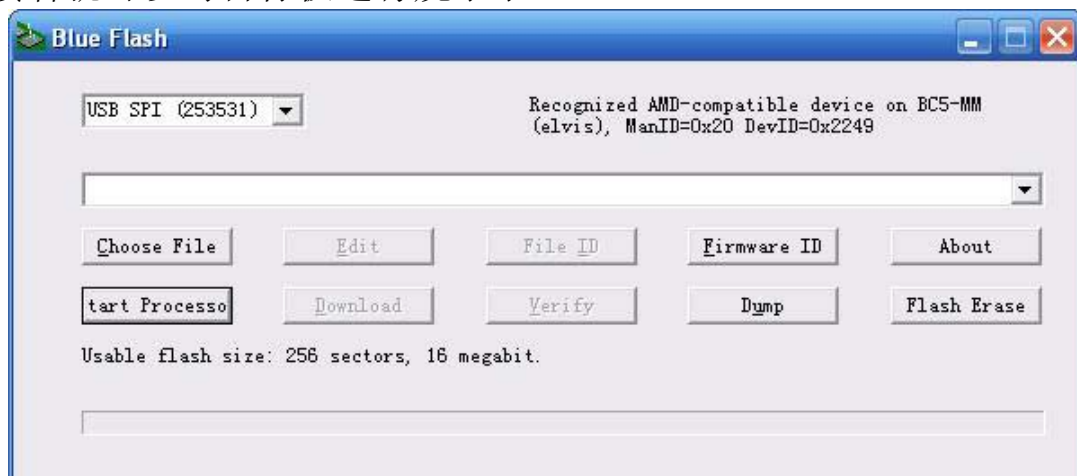 Blue Flash
USB SPI (253531)
Recognized AMD-compatible device on BC5-MM
(elvis), ManID=0x20 DevID=0x2249
Choose File
Edit
File ID
Firmware ID
About
tart Processo
Download
Verify
Dump
Flash Erase
Usable flash size: 256 sectors, 16 megabit.